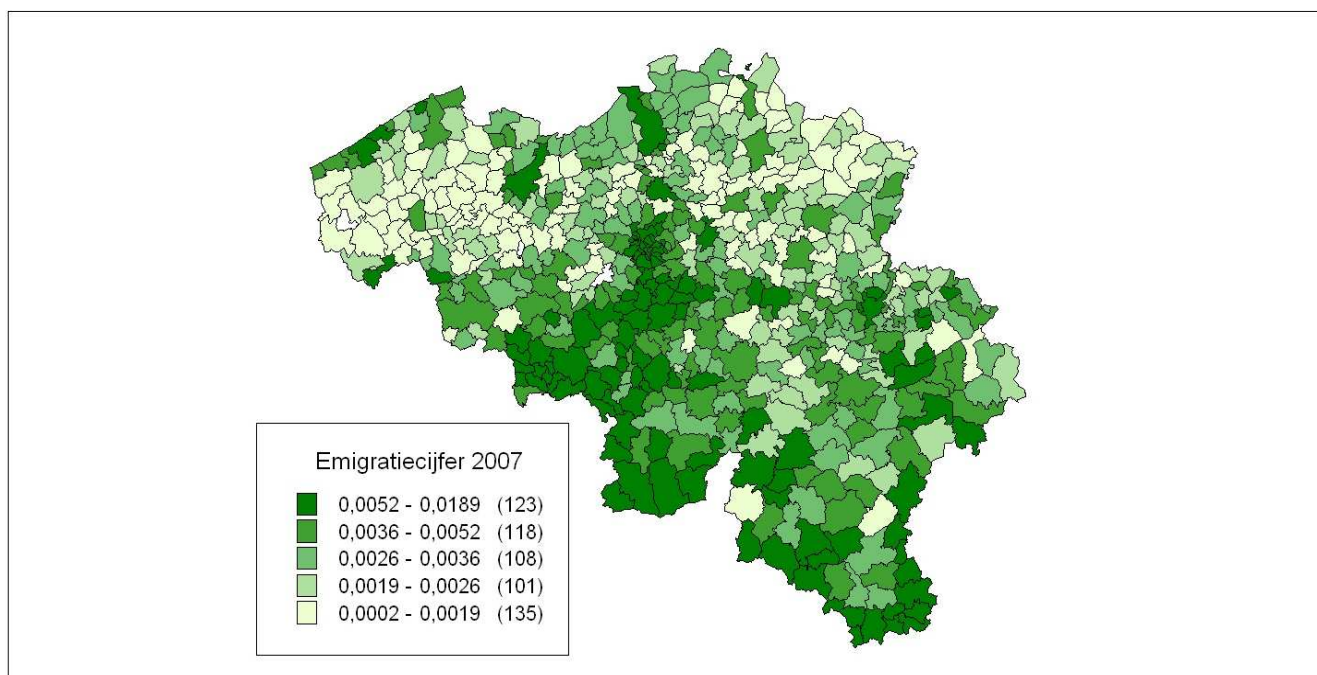 Emigratiecijfer 2007
0,0052 - 0,0189 (123)
0,0036 - 0,0052 (118)
0,0026 - 0,0036 (108)
0,0019 - 0,0026 (101)
0,0002 - 0,0019 (135)